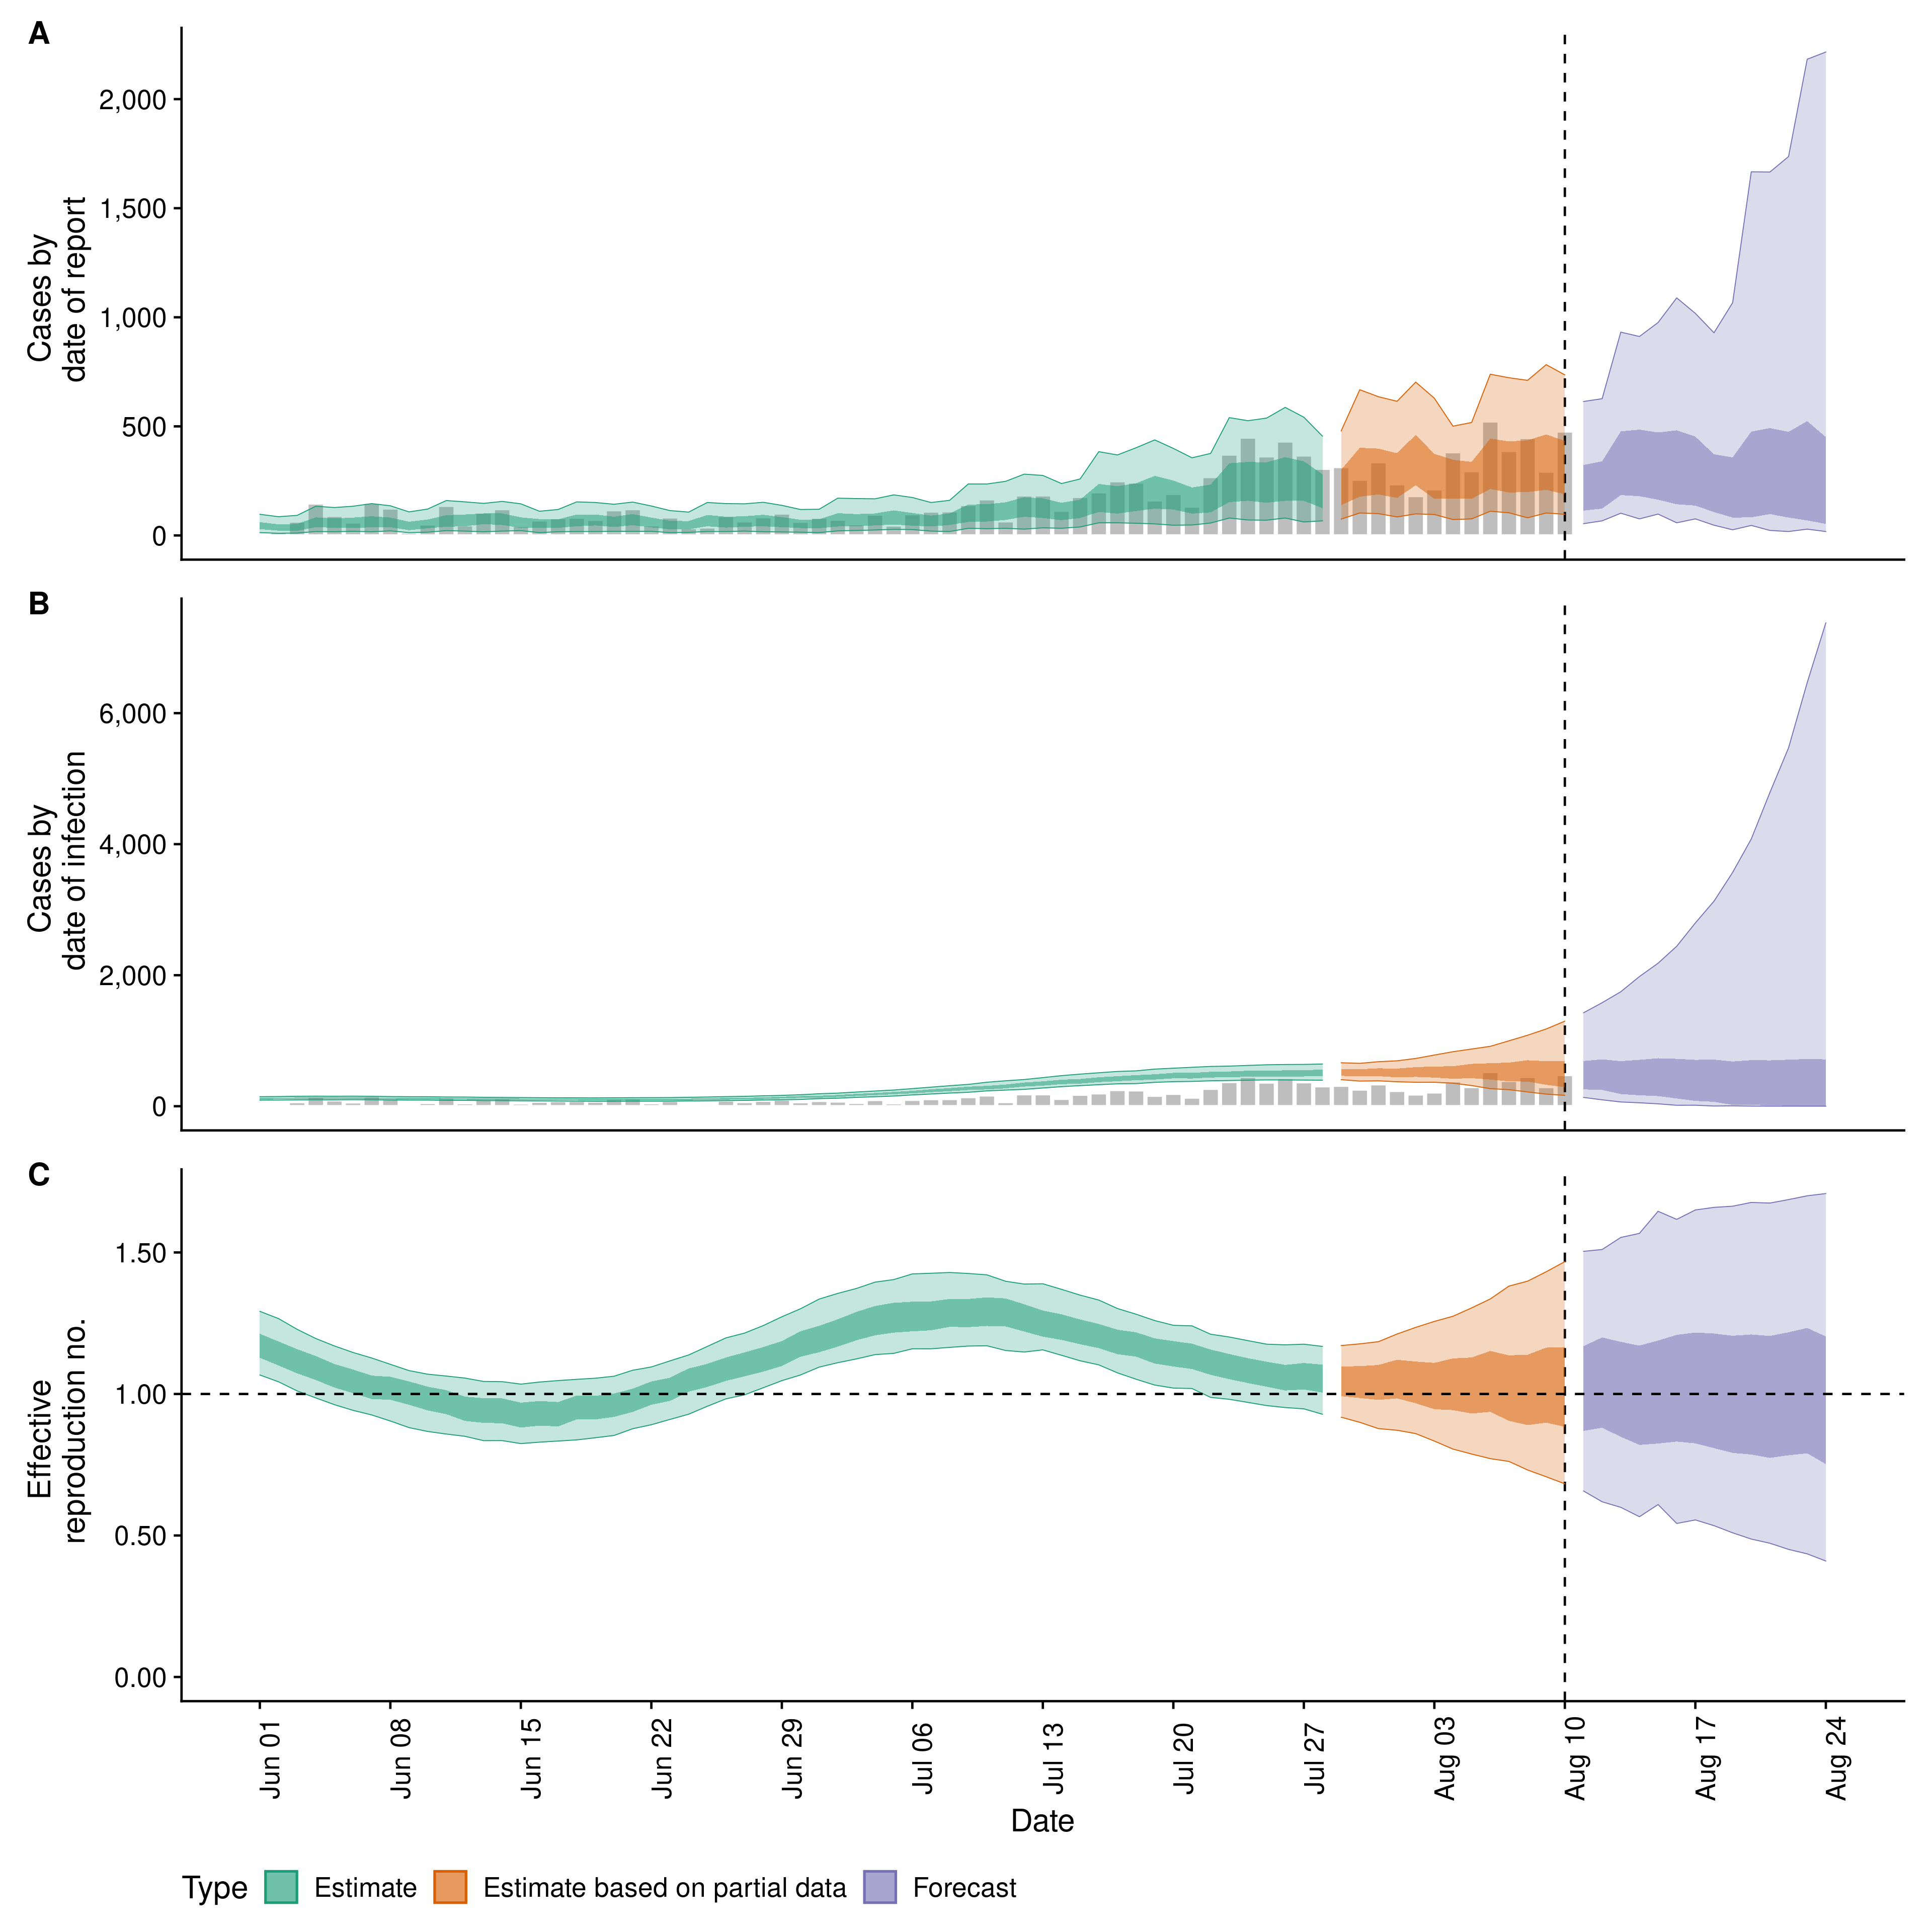 A
Cases by
date of report
2,000
1,500
1,000
500
0
B
Cases by
date of infection
6,000
4,000
2,000
0
C
Effective
reproduction no.
1.50
1.00
0.50
0.00
Jun 01
Jun 08
Jun 15
Jun 22
Jun 29
Jul 06
Jul 13
Jul 20
Jul 27
Aug 03
Aug 10
Aug 17
Aug 24
Date
Type Estimate Estimate based on partial data Forecast